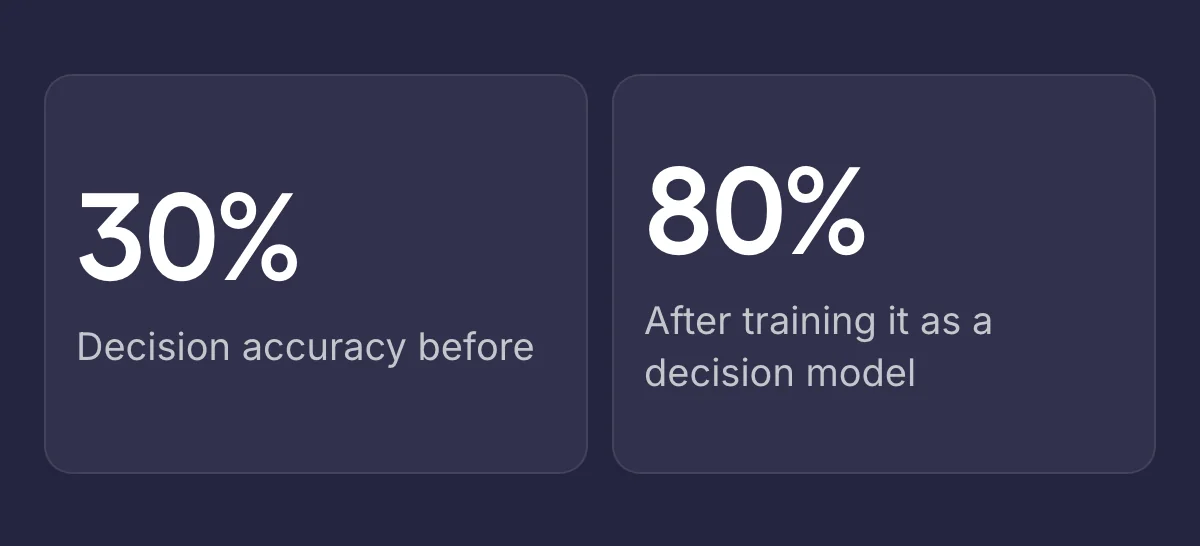 30%
Decision accuracy before
80%
After training it as a
decision model